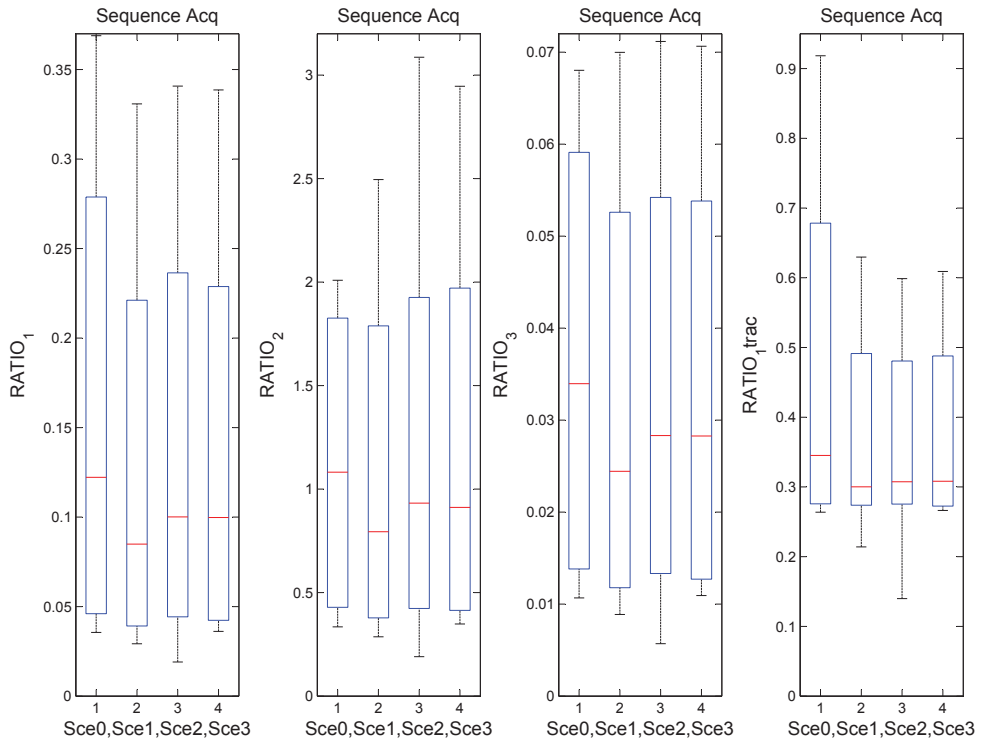 Sequence Acq
Sequence Acq
Sequence Acq
Sequence Acq
RATIO_1
0.35
0.3
0.25
0.2
0.15
0.1
0.05
0
1 2 3 4
Sce0,Sce1,Sce2,Sce3
RATIO_2
3
2.5
2
1.5
1
0.5
0
1 2 3 4
Sce0,Sce1,Sce2,Sce3
RATIO_3
0.07
0.06
0.05
0.04
0.03
0.02
0.01
0
1 2 3 4
Sce0,Sce1,Sce2,Sce3
RATIO_1trac
0.9
0.8
0.7
0.6
0.5
0.4
0.3
0.2
0.1
0
1 2 3 4
Sce0,Sce1,Sce2,Sce3